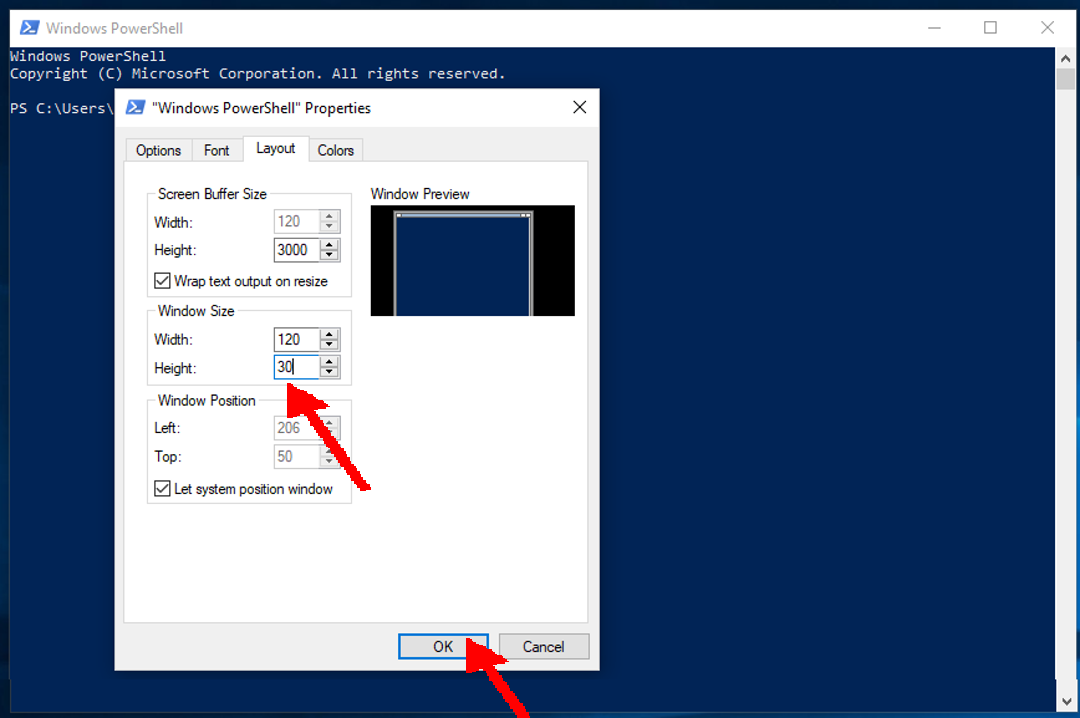 Windows PowerShell
Windows PowerShell
Copyright (C) Microsoft Corporation. All rights reserved.
PS C:\Users\
"Windows PowerShell" Properties
Options Font Layout Colors
Screen Buffer Size
Width: 120
Height: 3000
Wrap text output on resize
Window Size
Width: 120
Height: 30
Window Position
Left: 206
Top: 50
Let system position window
Window Preview
OK Cancel